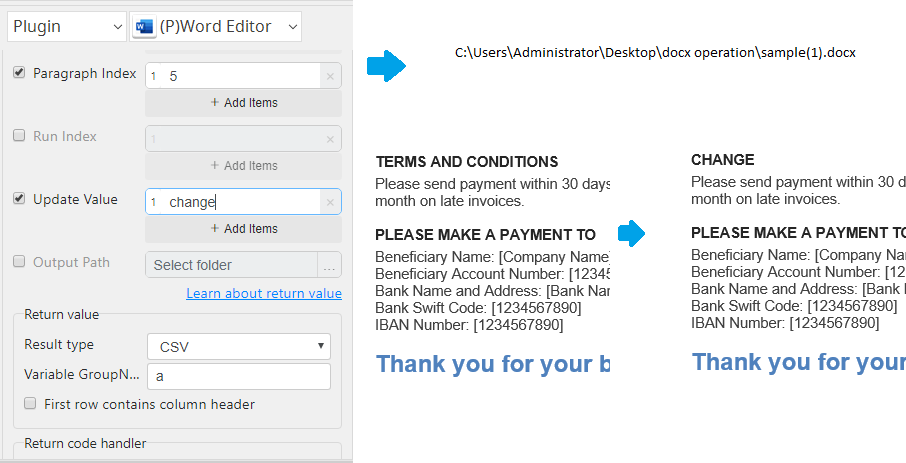 Plugin
(P)Word Editor
Paragraph Index
1 5
×
+ Add Items
Run Index
1
×
+ Add Items
Update Value
1 change
×
+ Add Items
Output Path
Select folder
...
Learn about return value
Return value
Result type
CSV
Variable GroupN...
a
First row contains column header
Return code handler
C:\Users\Administrator\Desktop\docx operation\sample(1).docx
TERMS AND CONDITIONS
Please send payment within 30 days
month on late invoices.
PLEASE MAKE A PAYMENT TO
Beneficiary Name: [Company Name
Beneficiary Account Number: [12345
Bank Name and Address: [Bank Nar
Bank Swift Code: [1234567890]
IBAN Number: [1234567890]
Thank you for your b
CHANGE
Please send payment within 30 d
month on late invoices.
PLEASE MAKE A PAYMENT TO
Beneficiary Name: [Company Nar
Beneficiary Account Number: [12
Bank Name and Address: [Bank
Bank Swift Code: [1234567890]
IBAN Number: [1234567890]
Thank you for your